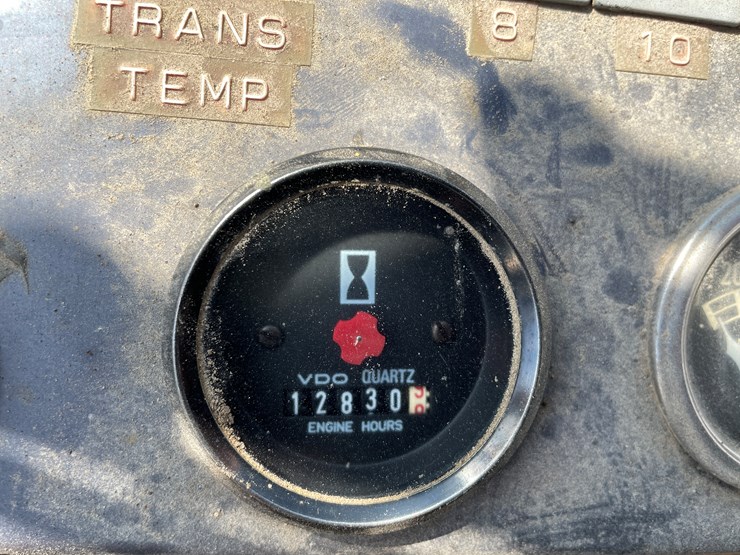 TRANS
TEMP
8
10
VDO QUARTZ
12830
ENGINE HOURS